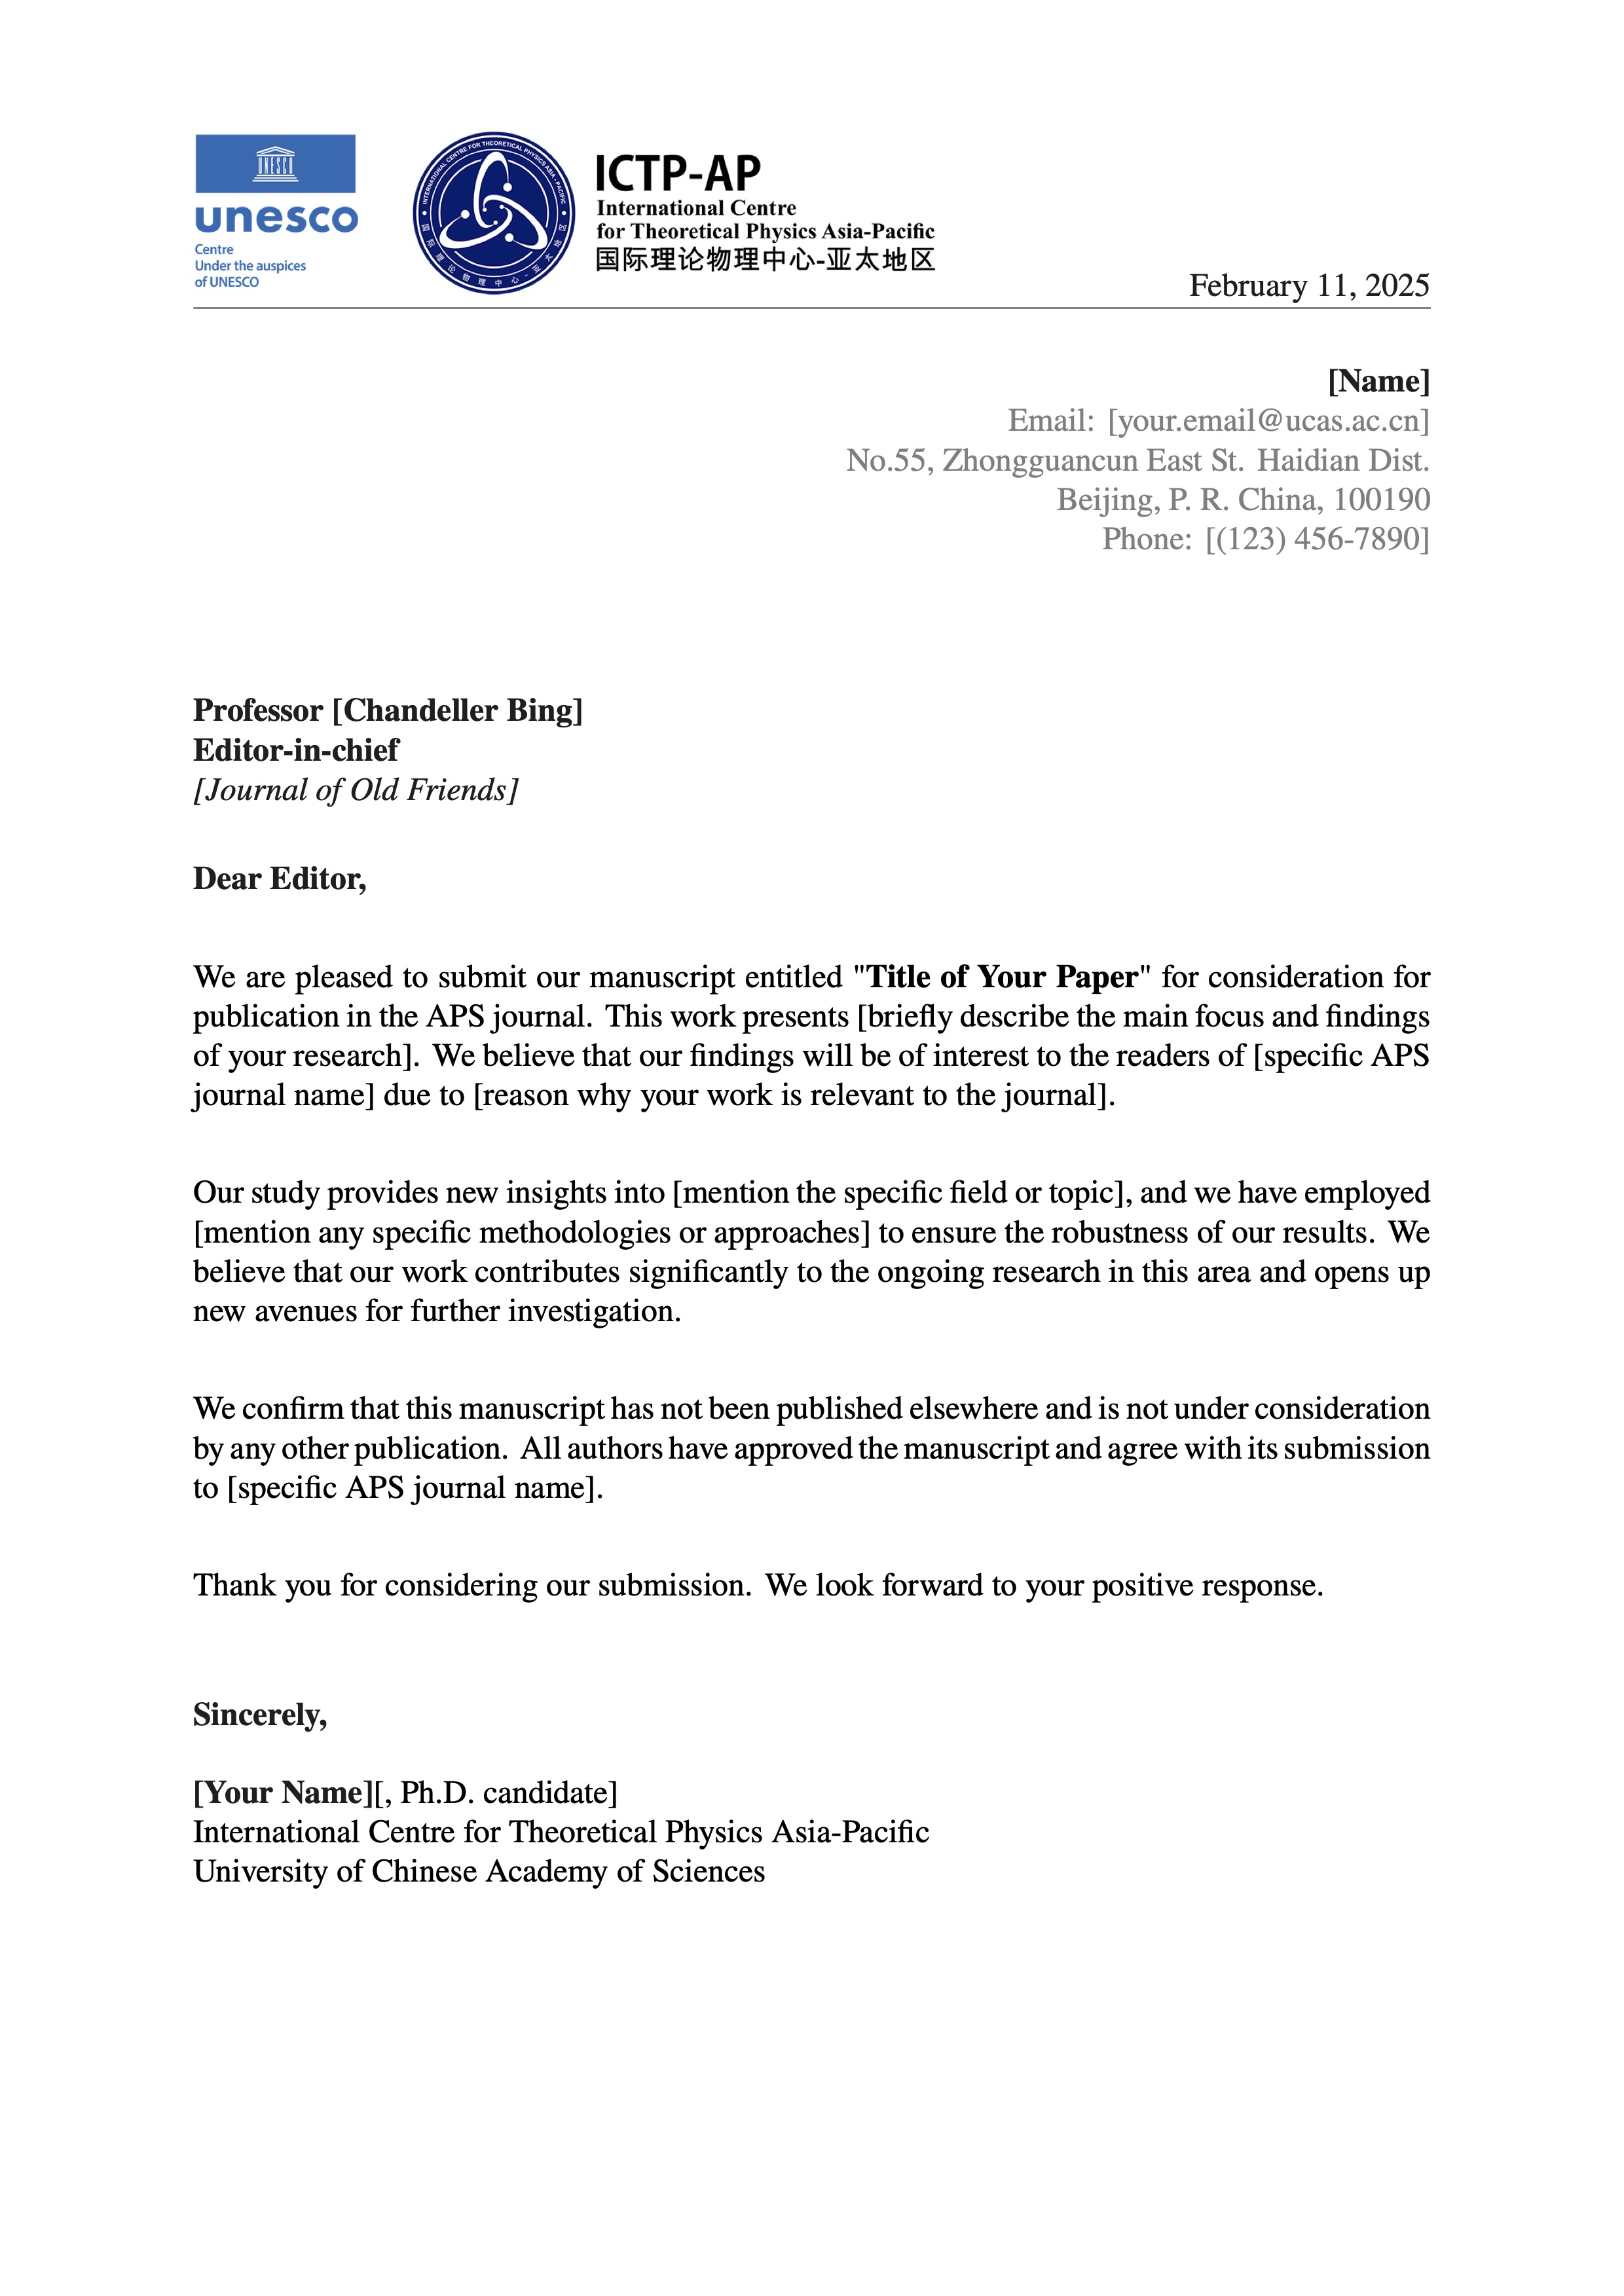 UNESCO
unesco
Centre
Under the auspices
of UNESCO
INTERNATIONAL CENTRE FOR THEORETICAL PHYSICS ASIA-PACIFIC
国际理论物理中心-亚太地区
ICTP-AP
International Centre
for Theoretical Physics Asia-Pacific
国际理论物理中心-亚太地区
February 11, 2025
[Name]
Email: [your.email@ucas.ac.cn]
No.55, Zhongguancun East St. Haidian Dist.
Beijing, P. R. China, 100190
Phone: [(123) 456-7890]
Professor [Chandeller Bing]
Editor-in-chief
[Journal of Old Friends]
Dear Editor,
We are pleased to submit our manuscript entitled "Title of Your Paper" for consideration for
publication in the APS journal. This work presents [briefly describe the main focus and findings
of your research]. We believe that our findings will be of interest to the readers of [specific APS
journal name] due to [reason why your work is relevant to the journal].
Our study provides new insights into [mention the specific field or topic], and we have employed
[mention any specific methodologies or approaches] to ensure the robustness of our results. We
believe that our work contributes significantly to the ongoing research in this area and opens up
new avenues for further investigation.
We confirm that this manuscript has not been published elsewhere and is not under consideration
by any other publication. All authors have approved the manuscript and agree with its submission
to [specific APS journal name].
Thank you for considering our submission. We look forward to your positive response.
Sincerely,
[Your Name][, Ph.D. candidate]
International Centre for Theoretical Physics Asia-Pacific
University of Chinese Academy of Sciences